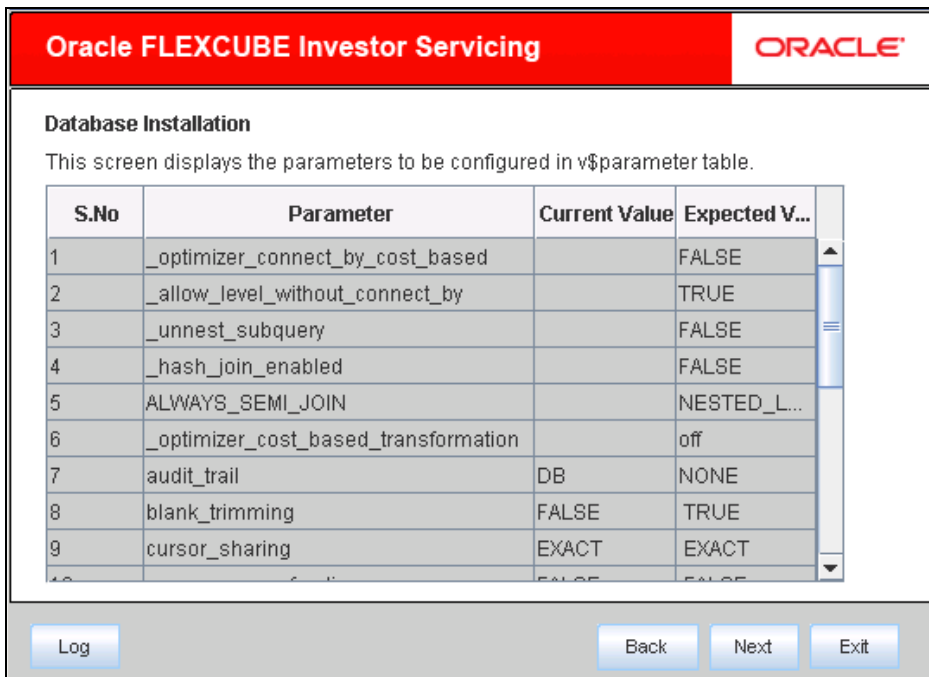 Oracle FLEXCUBE Investor Servicing
ORACLE
Database Installation
This screen displays the parameters to be configured in v$parameter table.
S.No Parameter Current Value Expected V...
1 _optimizer_connect_by_cost_based FALSE
2 _allow_level_without_connect_by TRUE
3 _unnest_subquery FALSE
4 _hash_join_enabled FALSE
5 ALWAYS_SEMI_JOIN NESTED_L...
6 _optimizer_cost_based_transformation off
7 audit_trail DB NONE
8 blank_trimming FALSE TRUE
9 cursor_sharing EXACT EXACT
FALSE FALSE
Log Back Next Exit